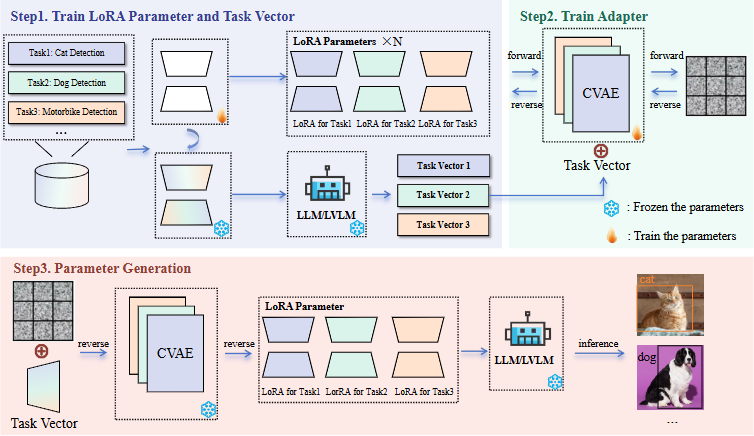 Step1. Train LoRA Parameter and Task Vector
Task1: Cat Detection
Task2: Dog Detection
Task3: Motorbike Detection
...
LoRA Parameters ×N
LoRA for Task1 LoRA for Task2 LoRA for Task3
LLM/LVLM
Task Vector 1
Task Vector 2
Task Vector 3
Step2. Train Adapter
forward
reverse
CVAE
forward
reverse
Task Vector
: Frozen the parameters
: Train the parameters
Step3. Parameter Generation
Task Vector
reverse
CVAE
reverse
LoRA Parameter
LoRA for Task1 LoRA for Task2 LoRA for Task3
LLM/LVLM
inference
cat
dog
...